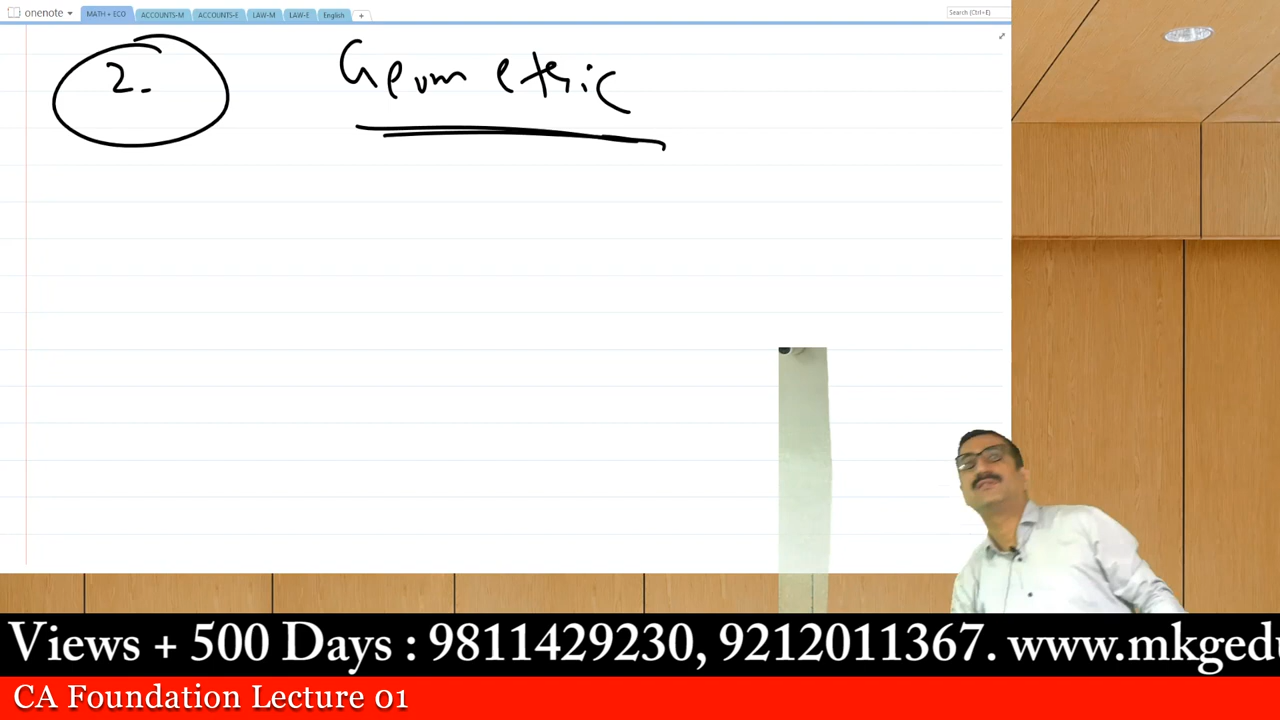 onenote MATH + ECO ACCOUNTS-M ACCOUNTS-E LAW-M LAW-E English + Search (Ctrl+E)
2. Geometric
Views + 500 Days : 9811429230, 9212011367. www.mkgedu
CA Foundation Lecture 01